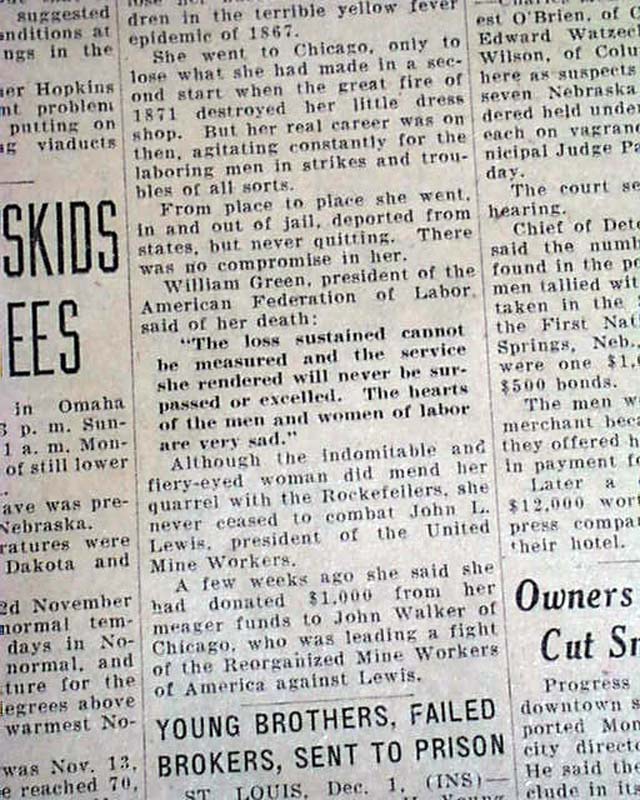 suggested
nditions at
ngs in the
er Hopkins
nt problem
putting on
viaducts
SKIDS
EES
in Omaha
p. m. Sun-
1 a. m. Mon-
of still lower
ave was pre-
Nebraska.
ratures were
Dakota and
2d November
normal tem-
days in No-
normal, and
ture for the
degrees above
warmest No-
was Nov. 13,
e reached 70,
dren in the terrible yellow fever
epidemic of 1867.
She went to Chicago, only to
lose what she had made in a sec-
ond start when the great fire of
1871 destroyed her little dress
shop. But her real career was on
then, agitating constantly for the
laboring men in strikes and trou-
bles of all sorts.
From place to place she went,
in and out of jail, deported from
states, but never quitting. There
was no compromise in her.
William Green, president of the
American Federation of Labor
said of her death:
"The loss sustained cannot
be measured and the service
she rendered will never be sur-
passed or excelled. The hearts
of the men and women of labor
are very sad."
Although the indomitable and
fiery-eyed woman did mend her
quarrel with the Rockefellers, she
never ceased to combat John L.
Lewis, president of the United
Mine Workers.
A few weeks ago she said she
had donated $1,000 from her
meager funds to John Walker of
Chicago, who was leading a fight
of the Reorganized Mine Workers
of America against Lewis.
YOUNG BROTHERS, FAILED
BROKERS, SENT TO PRISON
ST. LOUIS, Dec. 1, (INS)—
Young
est O'Brien, of C
Edward Watzec
Wilson, of Colu
here as suspects
seven Nebraska
dered held unde
each on vagran
nicipal Judge Pa
day.
The court se
hearing.
Chief of Dete
said the numb
found in the po
men tallied wit
taken in the
the First Nat
Springs, Neb.,
were one $1,
$500 bonds.
The men w
merchant beca
they offered h
in payment fo
Later a
$12,000 wort
press compa
their hotel.
Owners
Cut Sn
Progress
downtown s
ported Mon
city directo
He said the
clude in its